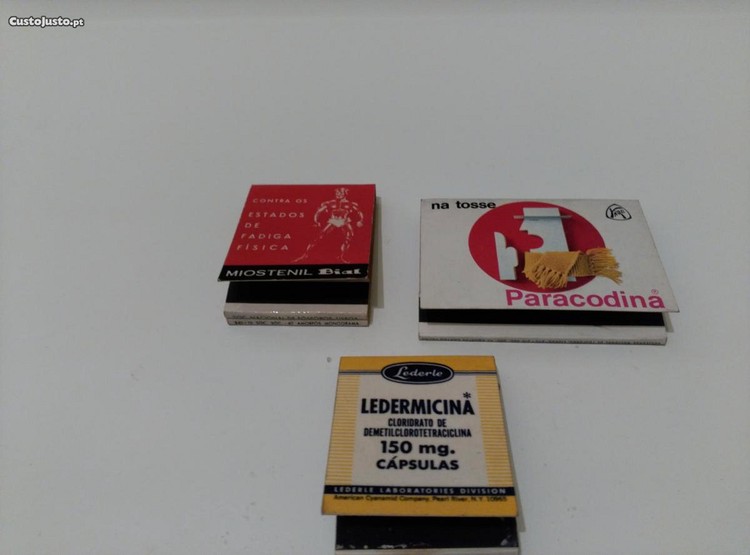 CustoJusto.pt
CONTRA OS
ESTADOS
DE
FADIGA
FÍSICA
MIOSTENIL Bial
na tosse
Paracodina®
Lederle
LEDERMICINA*
CLORIDRATO DE
DEMETILCLOROTETRACICLINA
150 mg.
CÁPSULAS
LEDERLE LABORATORIES DIVISION
American Cyanamid Company, Pearl River, N.Y. 10965